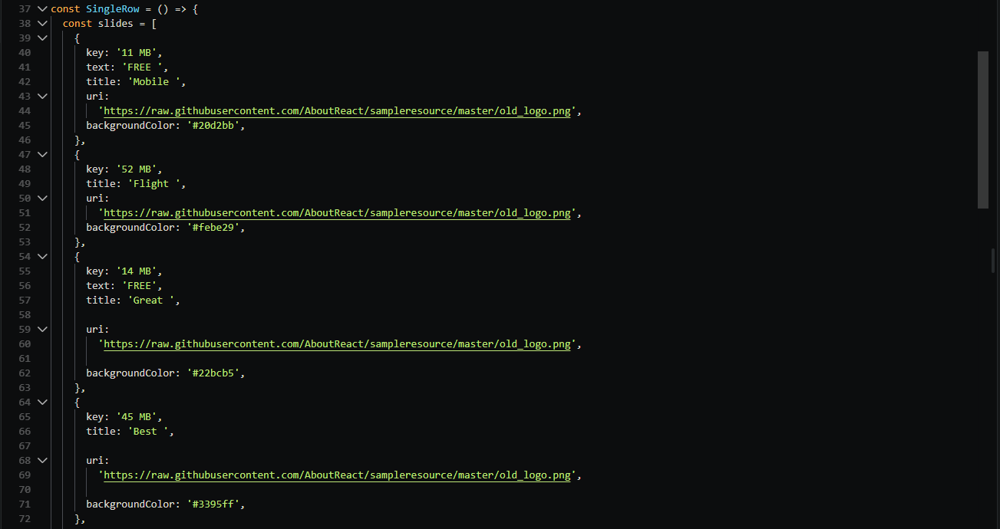 37 const SingleRow = () => {
38 const slides = [
39 {
40 key: '11 MB',
41 text: 'FREE ',
42 title: 'Mobile ',
43 uri:
44 'https://raw.githubusercontent.com/AboutReact/sampleresource/master/old_logo.png',
45 backgroundColor: '#20d2bb',
46 },
47 {
48 key: '52 MB',
49 title: 'Flight ',
50 uri:
51 'https://raw.githubusercontent.com/AboutReact/sampleresource/master/old_logo.png',
52 backgroundColor: '#febe29',
53 },
54 {
55 key: '14 MB',
56 text: 'FREE',
57 title: 'Great ',
58
59 uri:
60 'https://raw.githubusercontent.com/AboutReact/sampleresource/master/old_logo.png',
61
62 backgroundColor: '#22bcb5',
63 },
64 {
65 key: '45 MB',
66 title: 'Best ',
67
68 uri:
69 'https://raw.githubusercontent.com/AboutReact/sampleresource/master/old_logo.png',
70
71 backgroundColor: '#3395ff',
72 },